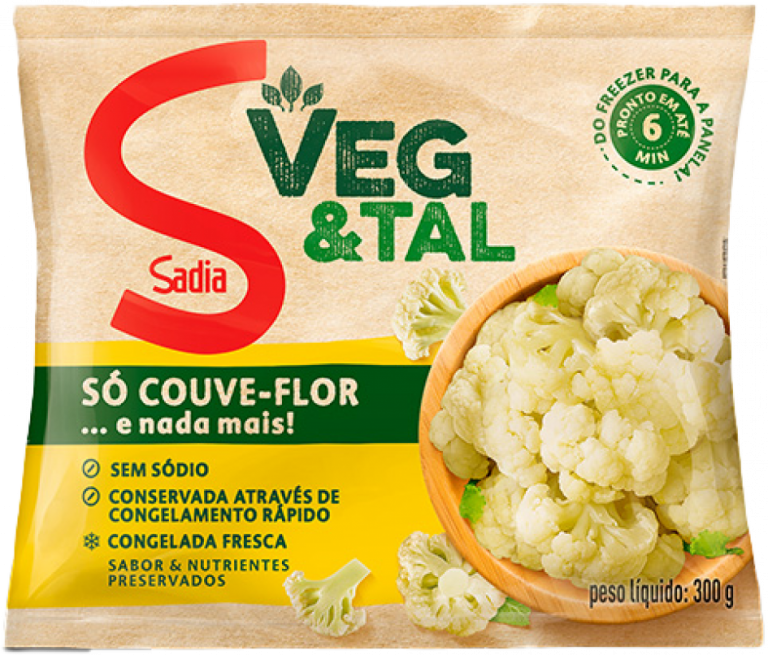 Sadia
VEG
&TAL
DO FREEZER PARA A PANELA!
PRONTO EM ATÉ
6
MIN
SÓ COUVE-FLOR
... e nada mais!
SEM SÓDIO
CONSERVADA ATRAVÉS DE
CONGELAMENTO RÁPIDO
CONGELADA FRESCA
SABOR & NUTRIENTES
PRESERVADOS
peso líquido: 300 g